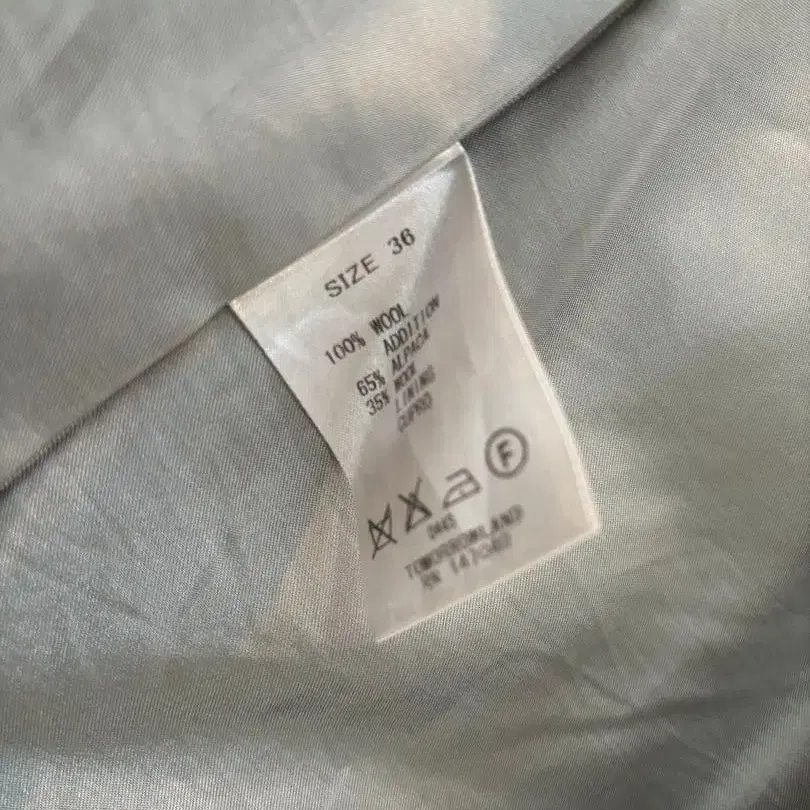 SIZE 36
100% WOOL
ADDITION
65% ALPACA
35% WOOL
LINING
CUPRO
F
TOMORROWLAND